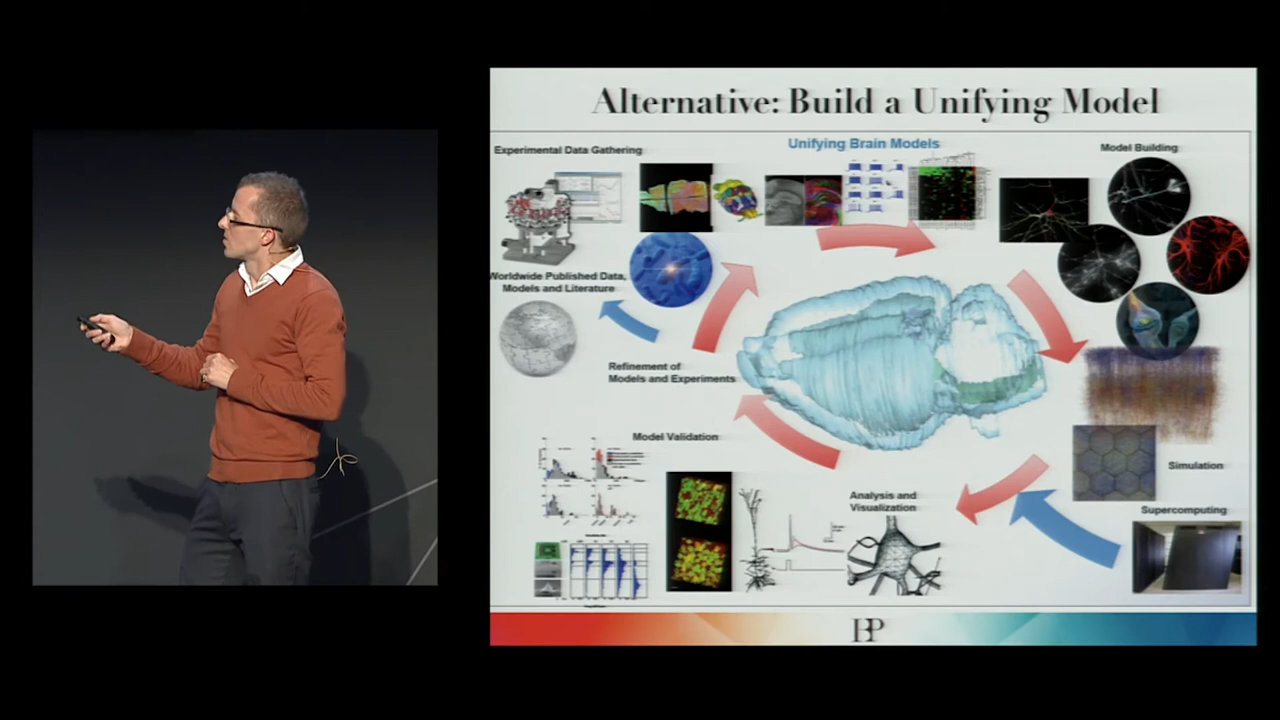 Alternative: Build a Unifying Model
Experimental Data Gathering
Unifying Brain Models
Model Building
Worldwide Published Data,
Models and Literature
Refinement of
Models and Experiments
Model Validation
Analysis and
Visualization
Simulation
Supercomputing
HBP